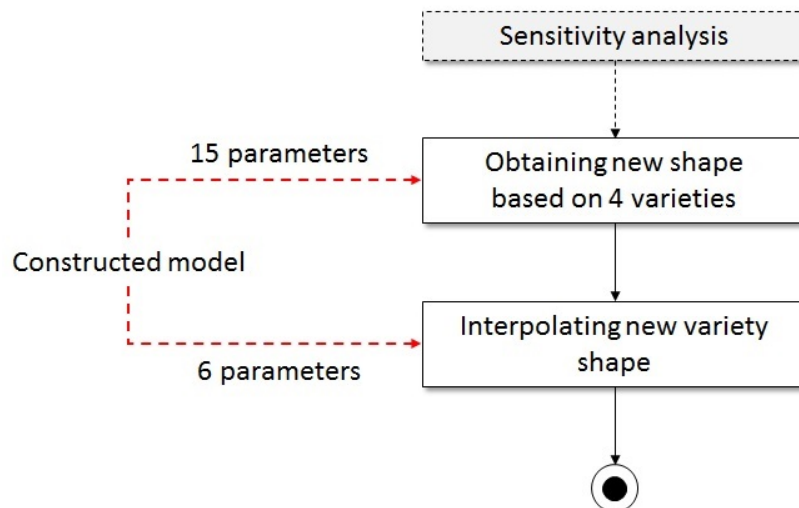 Sensitivity analysis
15 parameters
Obtaining new shape
based on 4 varieties
Constructed model
Interpolating new variety
shape
6 parameters